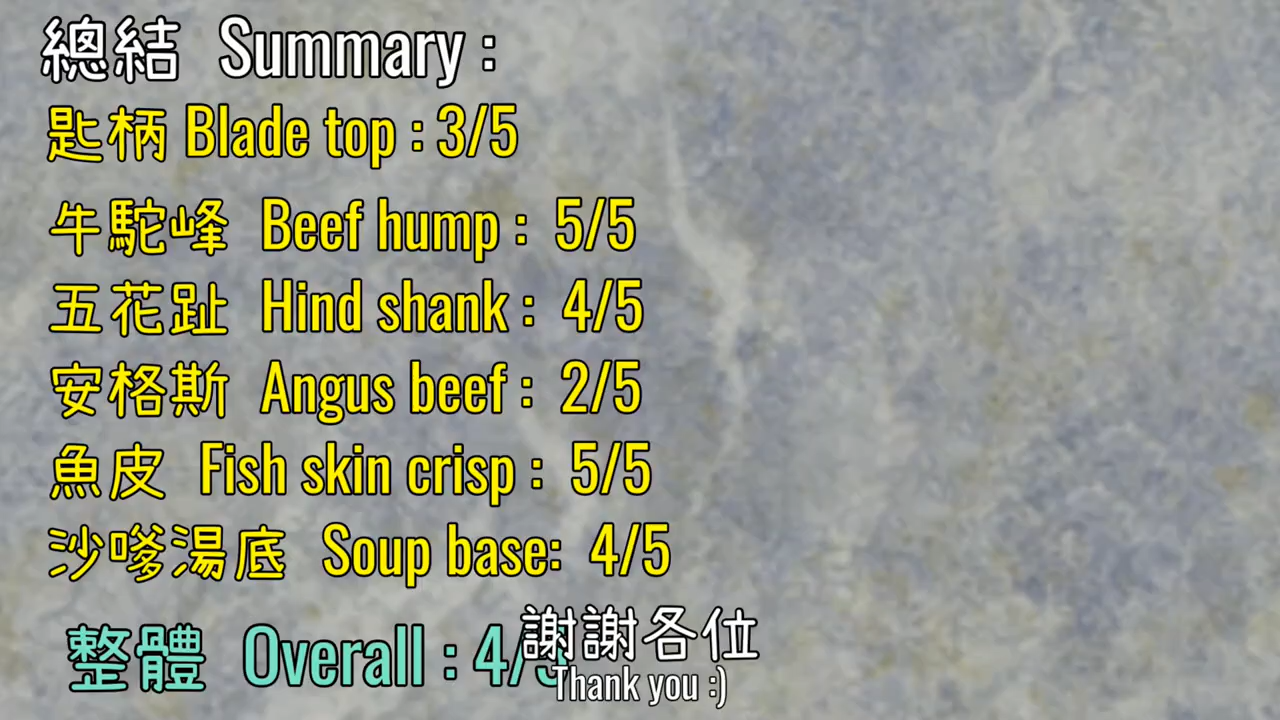 總結 Summary :
匙柄 Blade top : 3/5
牛駝峰 Beef hump : 5/5
五花趾 Hind shank : 4/5
安格斯 Angus beef : 2/5
魚皮 Fish skin crisp : 5/5
沙嗲湯底 Soup base: 4/5
整體 Overall : 4/5
謝謝各位
Thank you :)